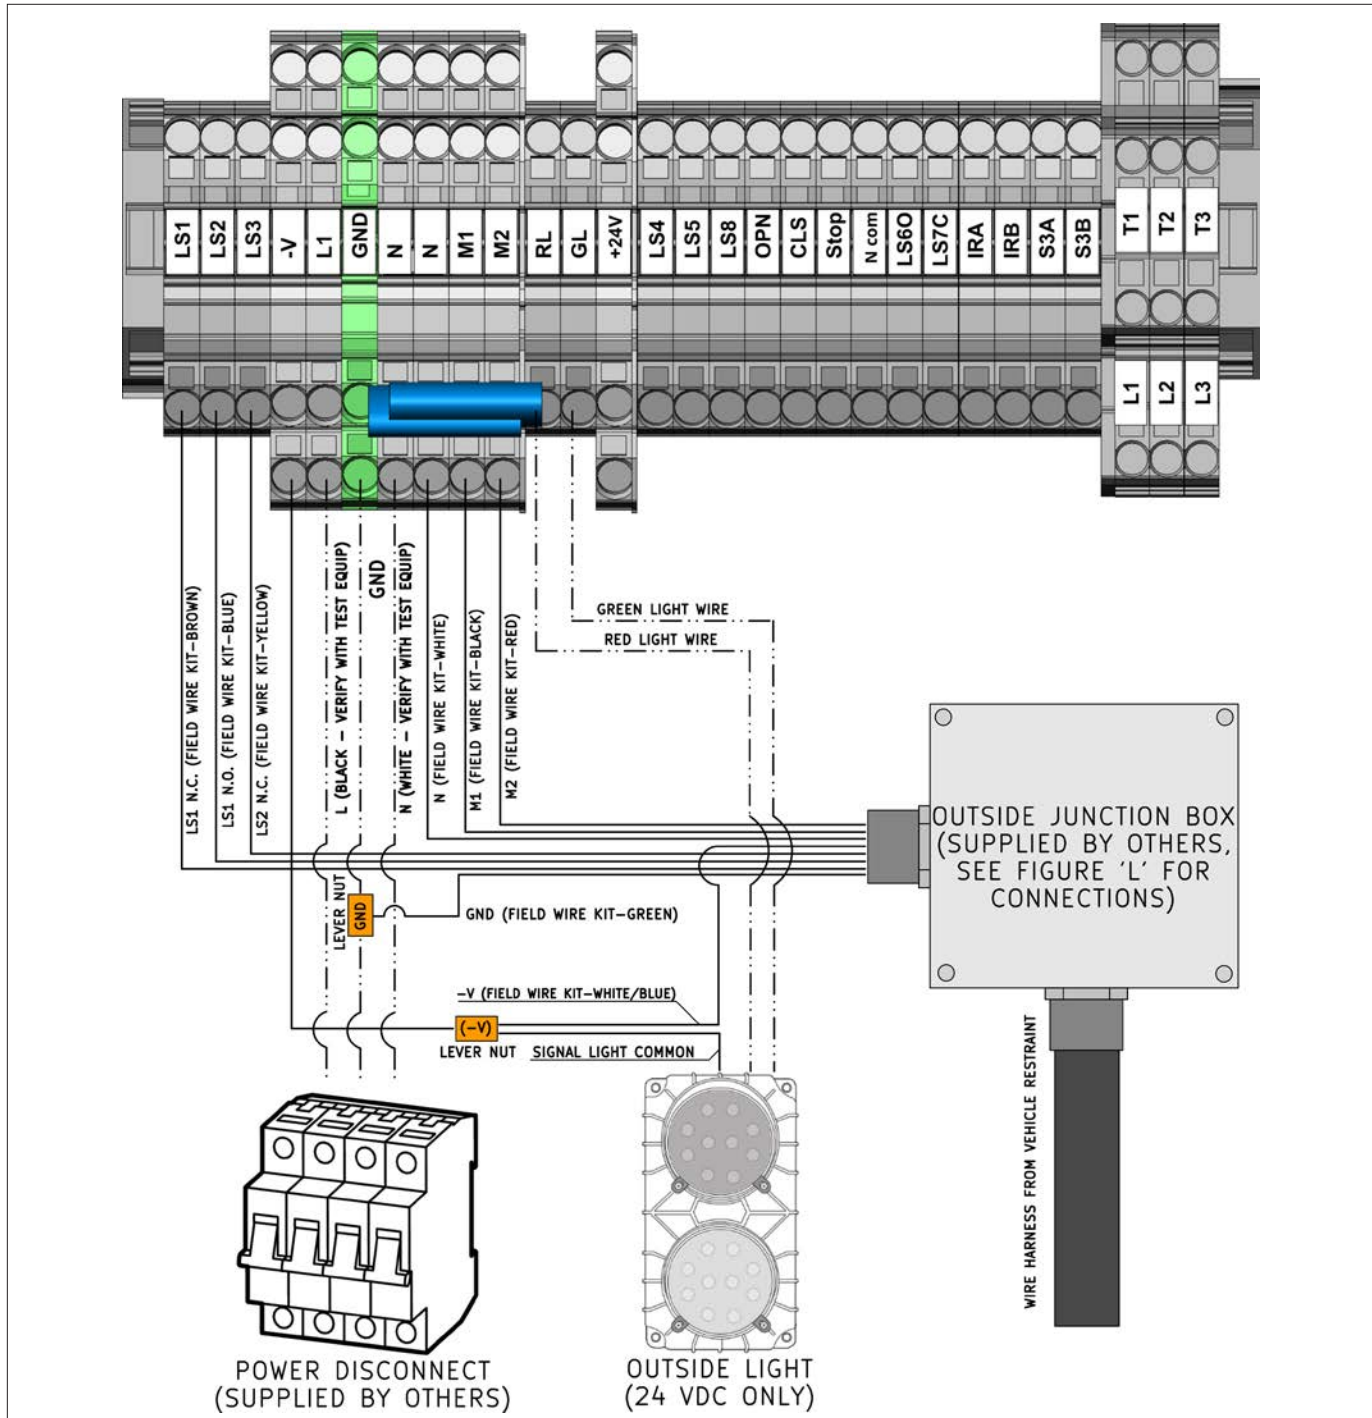 LS1
LS2
LS3
-V
L1
GND
N
N
M1
M2
RL
GL
+24V
LS4
LS5
LS8
OPN
CLS
Stop
N com
LS6O
LS7C
IRA
IRB
S3A
S3B
T1
T2
T3
L1
L2
L3
LS1 N.C. (FIELD WIRE KIT-BROWN)
LS1 N.O. (FIELD WIRE KIT-BLUE)
LS2 N.C. (FIELD WIRE KIT-YELLOW)
L (BLACK - VERIFY WITH TEST EQUIP)
GND
N (WHITE - VERIFY WITH TEST EQUIP)
N (FIELD WIRE KIT-WHITE)
M1 (FIELD WIRE KIT-BLACK)
M2 (FIELD WIRE KIT-RED)
GREEN LIGHT WIRE
RED LIGHT WIRE
OUTSIDE JUNCTION BOX
(SUPPLIED BY OTHERS,
SEE FIGURE 'L' FOR
CONNECTIONS)
LEVER NUT
GND
GND (FIELD WIRE KIT-GREEN)
-V (FIELD WIRE KIT-WHITE/BLUE)
(-V)
LEVER NUT
SIGNAL LIGHT COMMON
WIRE HARNESS FROM VEHICLE RESTRAINT
POWER DISCONNECT
(SUPPLIED BY OTHERS)
OUTSIDE LIGHT
(24 VDC ONLY)